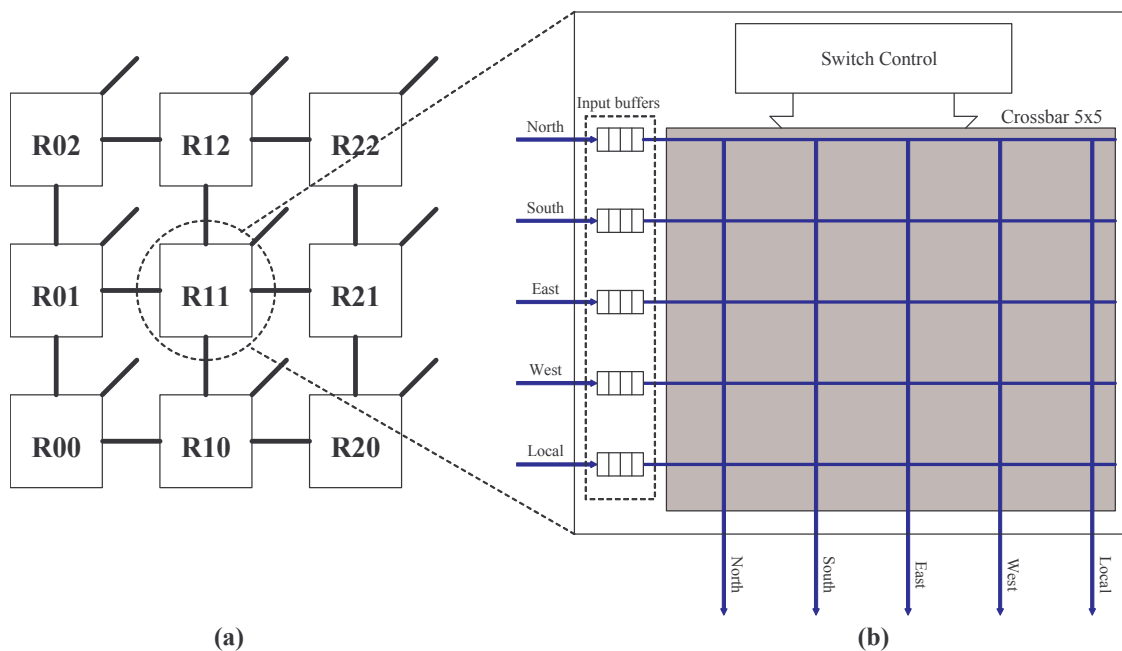 R02
R12
R22
R01
R11
R21
R00
R10
R20
(a)
Switch Control
Input buffers
Crossbar 5x5
North
South
East
West
Local
North
South
East
West
Local
(b)